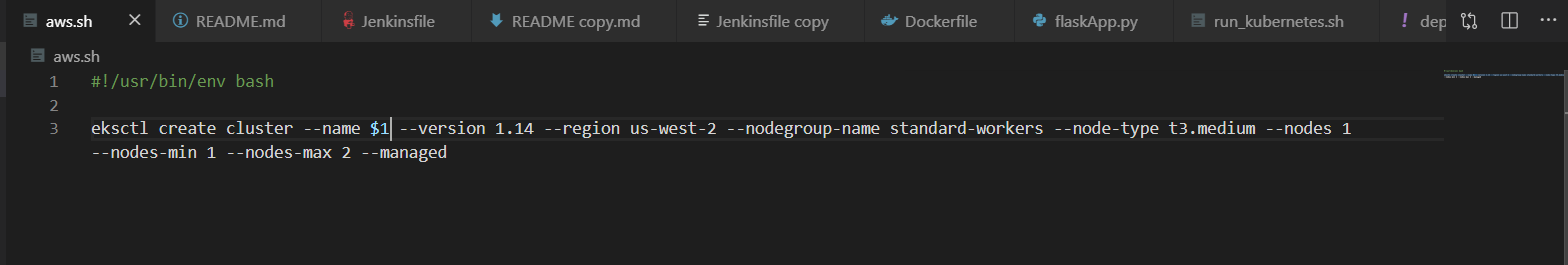 aws.sh README.md Jenkinsfile README copy.md Jenkinsfile copy Dockerfile flaskApp.py run_kubernetes.sh dep
aws.sh
1 #!/usr/bin/env bash
2
3 eksctl create cluster --name $1 --version 1.14 --region us-west-2 --nodegroup-name standard-workers --node-type t3.medium --nodes 1
--nodes-min 1 --nodes-max 2 --managed